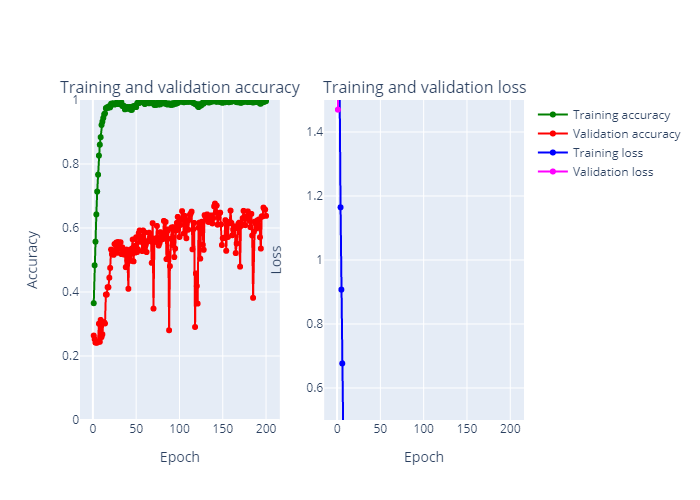 Training and validation accuracy
Training and validation loss
1
0.8
0.6
0.4
0.2
0
Accuracy
0 50 100 150 200
Epoch
1.4
1.2
1
0.8
0.6
Loss
0 50 100 150 200
Epoch
Training accuracy
Validation accuracy
Training loss
Validation loss